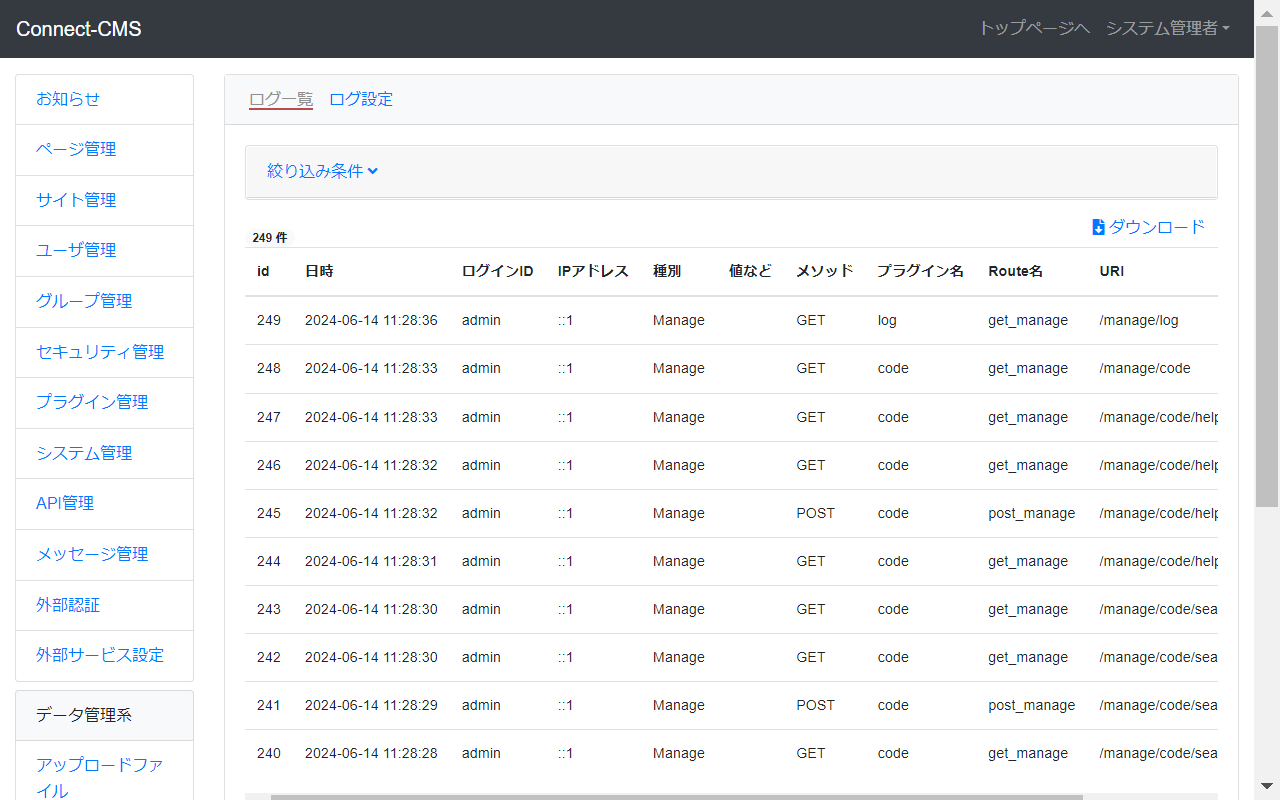 Connect-CMS トップページへ システム管理者
お知らせ
ページ管理
サイト管理
ユーザ管理
グループ管理
セキュリティ管理
プラグイン管理
システム管理
API管理
メッセージ管理
外部認証
外部サービス設定
データ管理系
アップロードファ
イル
ログ一覧 ログ設定
絞り込み条件
ダウンロード
249 件
id 日時 ログインID IPアドレス 種別 値など メソッド プラグイン名 Route名 URI
249 2024-06-14 11:28:36 admin ::1 Manage GET log get_manage /manage/log
248 2024-06-14 11:28:33 admin ::1 Manage GET code get_manage /manage/code
247 2024-06-14 11:28:33 admin ::1 Manage GET code get_manage /manage/code/help
246 2024-06-14 11:28:32 admin ::1 Manage GET code get_manage /manage/code/help
245 2024-06-14 11:28:32 admin ::1 Manage POST code post_manage /manage/code/help
244 2024-06-14 11:28:31 admin ::1 Manage GET code get_manage /manage/code/help
243 2024-06-14 11:28:30 admin ::1 Manage GET code get_manage /manage/code/sea
242 2024-06-14 11:28:30 admin ::1 Manage GET code get_manage /manage/code/sea
241 2024-06-14 11:28:29 admin ::1 Manage POST code post_manage /manage/code/sea
240 2024-06-14 11:28:28 admin ::1 Manage GET code get_manage /manage/code/sea